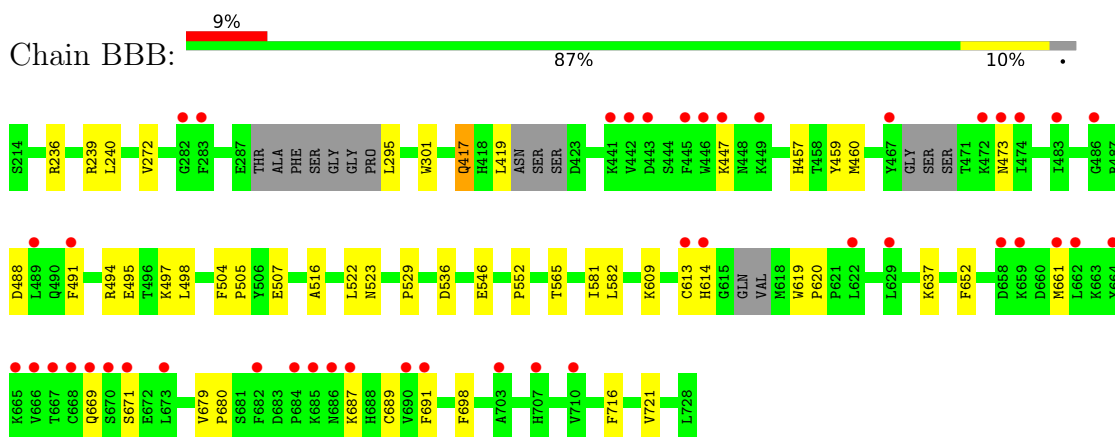 9%
Chain BBB:
87%
10%
S214 R236 R239 L240 V272 G282 F283 E287 THR ALA PHE SER GLY GLY PRO L295 W301 Q417 H418 L419 ASN SER SER D423 K441 V442 D443 S444 F445 W446 K447 N448 K449 H457 T458 Y459 M460 Y467 GLY SER SER T471 K472 N473 I474 I483 G486
D488 L489 Q490 F491 R494 E495 T496 K497 L498 F504 P505 Y506 E507 A516 L522 N523 P529 D536 E546 P552 T565 I581 L582 K609 C613 H614 G615 GLN VAL M618 W619 P620 P621 L622 L629 K637 F652 D658 K659 D660 M661 L662 K663
K665 V666 T667 C668 Q669 S670 S671 E672 L673 V679 P680 S681 F682 D683 P684 K685 N686 K687 H688 C689 V690 F691 F698 A703 H707 V710 F716 V721 L728